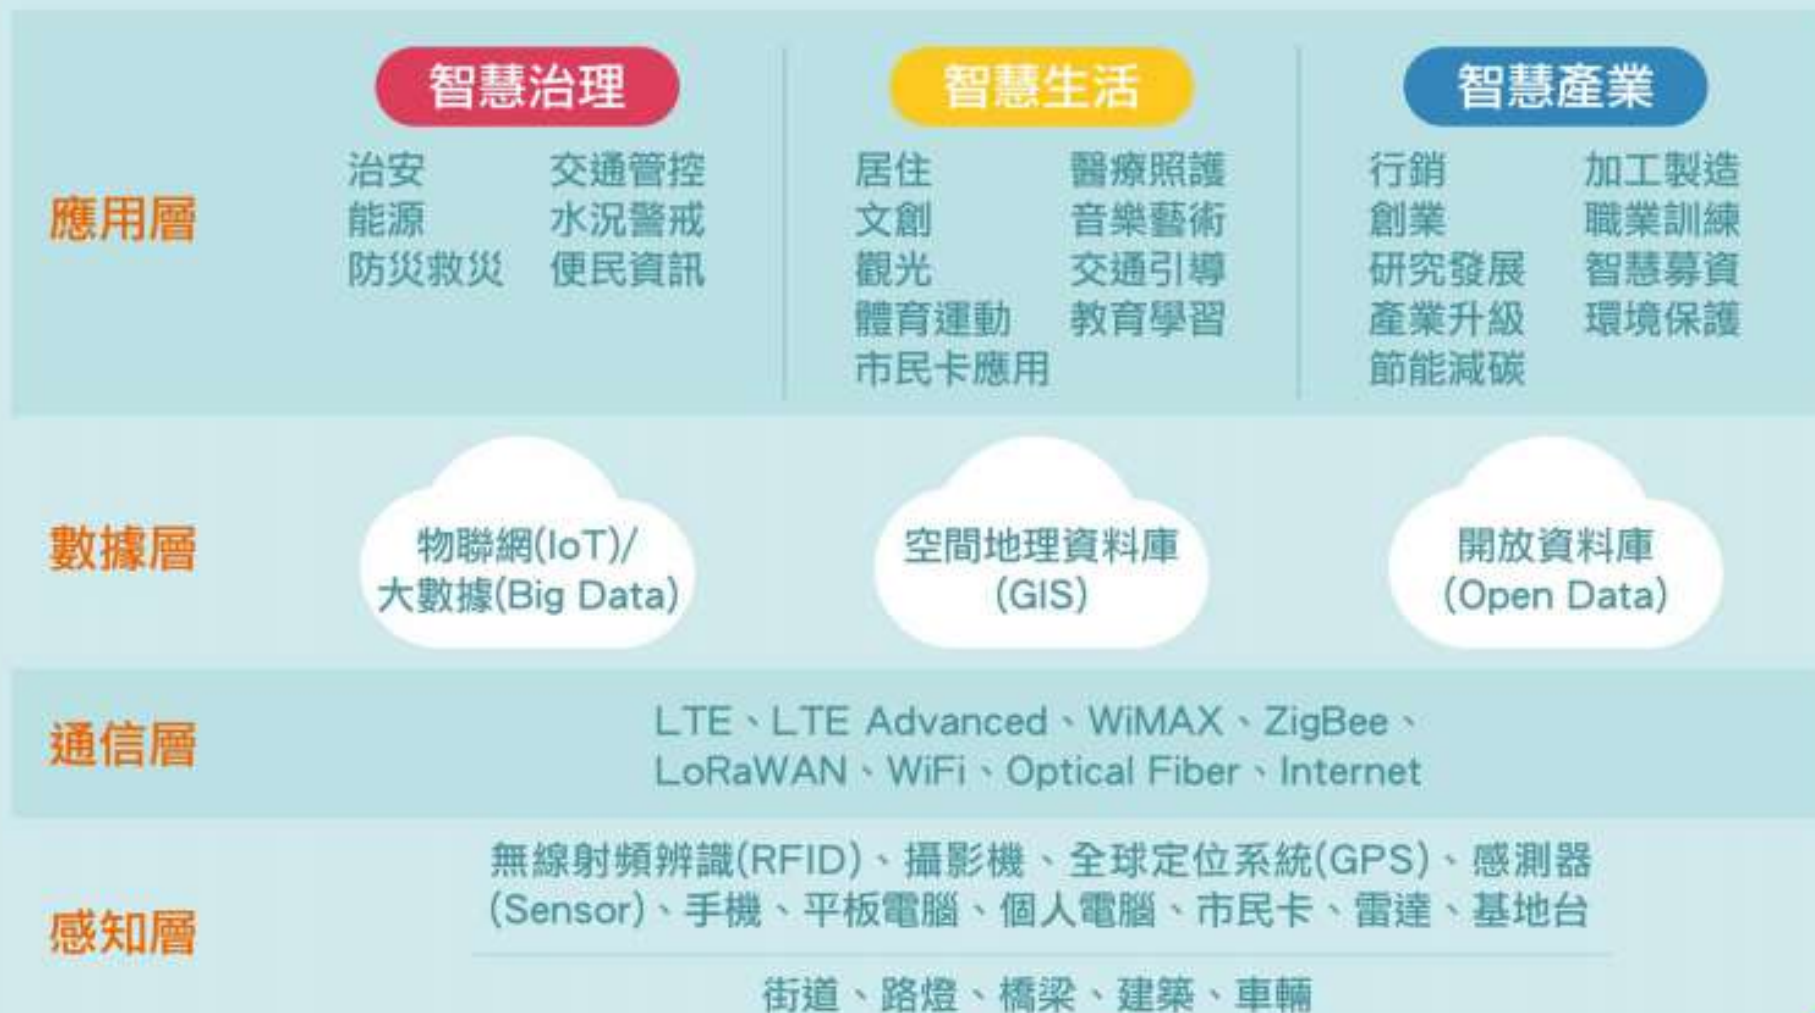 應用層
智慧治理
治安 交通管控
能源 水況警戒
防災救災 便民資訊
智慧生活
居住 醫療照護
文創 音樂藝術
觀光 交通引導
體育運動 教育學習
市民卡應用
智慧產業
行銷 加工製造
創業 職業訓練
研究發展 智慧募資
產業升級 環境保護
節能減碳
數據層
物聯網(IoT)/
大數據(Big Data)
空間地理資料庫
(GIS)
開放資料庫
(Open Data)
通信層
LTE、LTE Advanced、WiMAX、ZigBee、
LoRaWAN、WiFi、Optical Fiber、Internet
感知層
無線射頻辨識(RFID)、攝影機、全球定位系統(GPS)、感測器
(Sensor)、手機、平板電腦、個人電腦、市民卡、雷達、基地台
街道、路燈、橋梁、建築、車輛